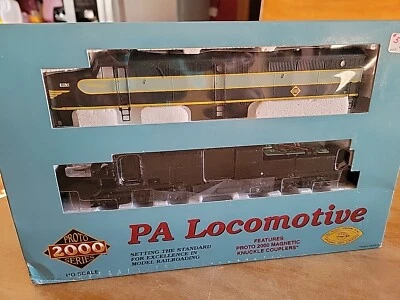 PA Locomotive
PROTO
2000
SERIES
SETTING THE STANDARD
FOR EXCELLENCE IN
MODEL RAILROADING
FEATURES
PROTO 2000 MAGNETIC
KNUCKLE COUPLERS
HO SCALE